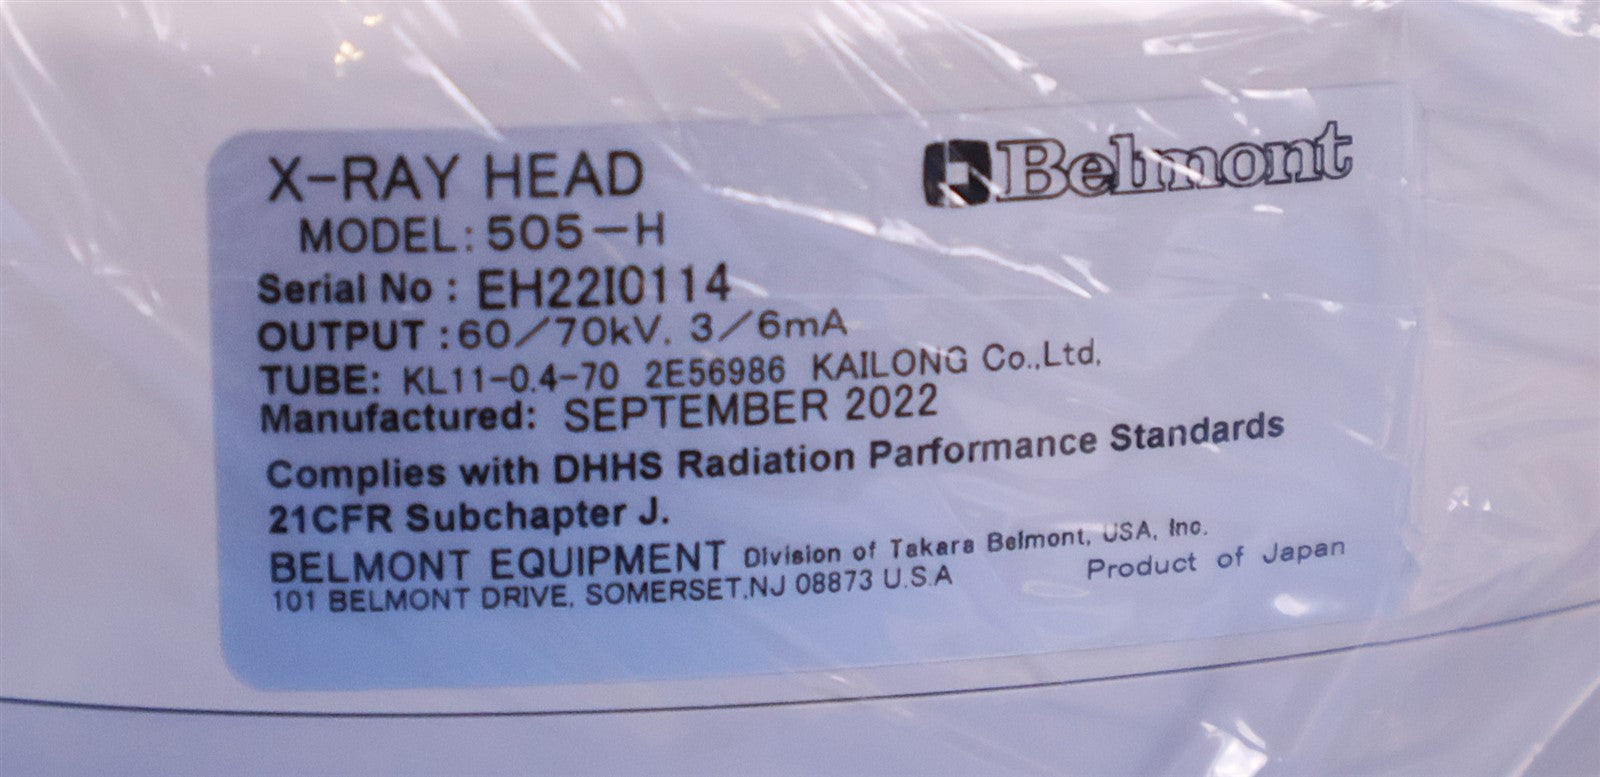 X-RAY HEAD
Belmont
MODEL: 505-H
Serial No : EH22I0114
OUTPUT :60/70kV. 3/6mA
TUBE: KL11-0.4-70 2E56986 KAILONG Co.,Ltd.
Manufactured: SEPTEMBER 2022
Complies with DHHS Radiation Parformance Standards
21CFR Subchapter J.
BELMONT EQUIPMENT Division of Takara Belmont, USA, Inc.
101 BELMONT DRIVE, SOMERSET,NJ 08873 U.S.A
Product of Japan